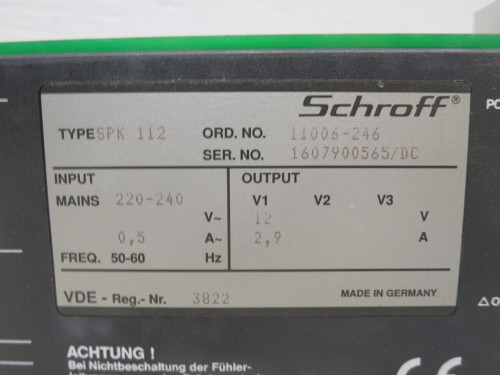 Schroff®
TYPE SPK 112 ORD. NO. 11006-246
SER. NO. 1607900565/DC
INPUT OUTPUT
MAINS 220-240 V1 V2 V3
V~ 12 V
0,5 A~ 2,9 A
FREQ. 50-60 Hz
VDE - Reg.- Nr. 3822 MADE IN GERMANY
ACHTUNG !
Bei Nichtbeschaltung der Fühler-
CE